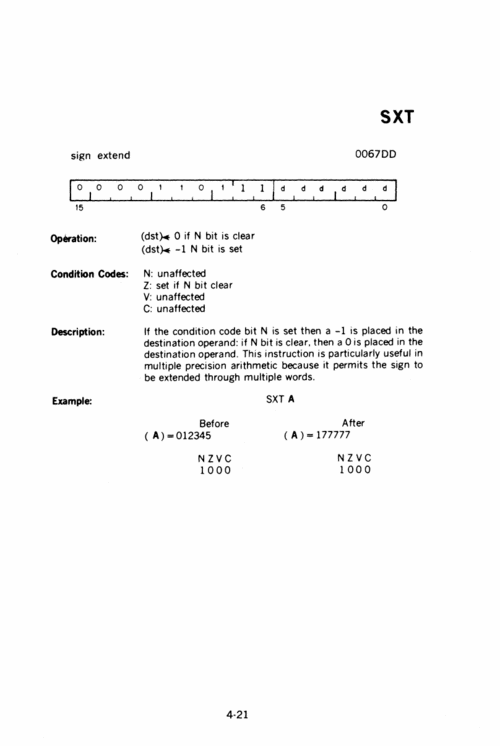 SXT
sign extend 0067DD
0 0 0 0 1 1 0 1 1 1 d d d d d d
15 6 5 0
Operation: (dst)← 0 if N bit is clear
(dst)← -1 N bit is set
Condition Codes: N: unaffected
Z: set if N bit clear
V: unaffected
C: unaffected
Description: If the condition code bit N is set then a -1 is placed in the
destination operand: if N bit is clear, then a 0 is placed in the
destination operand. This instruction is particularly useful in
multiple precision arithmetic because it permits the sign to
be extended through multiple words.
Example: SXT A
Before After
( A ) = 012345 ( A ) = 177777
N Z V C N Z V C
1 0 0 0 1 0 0 0
4-21